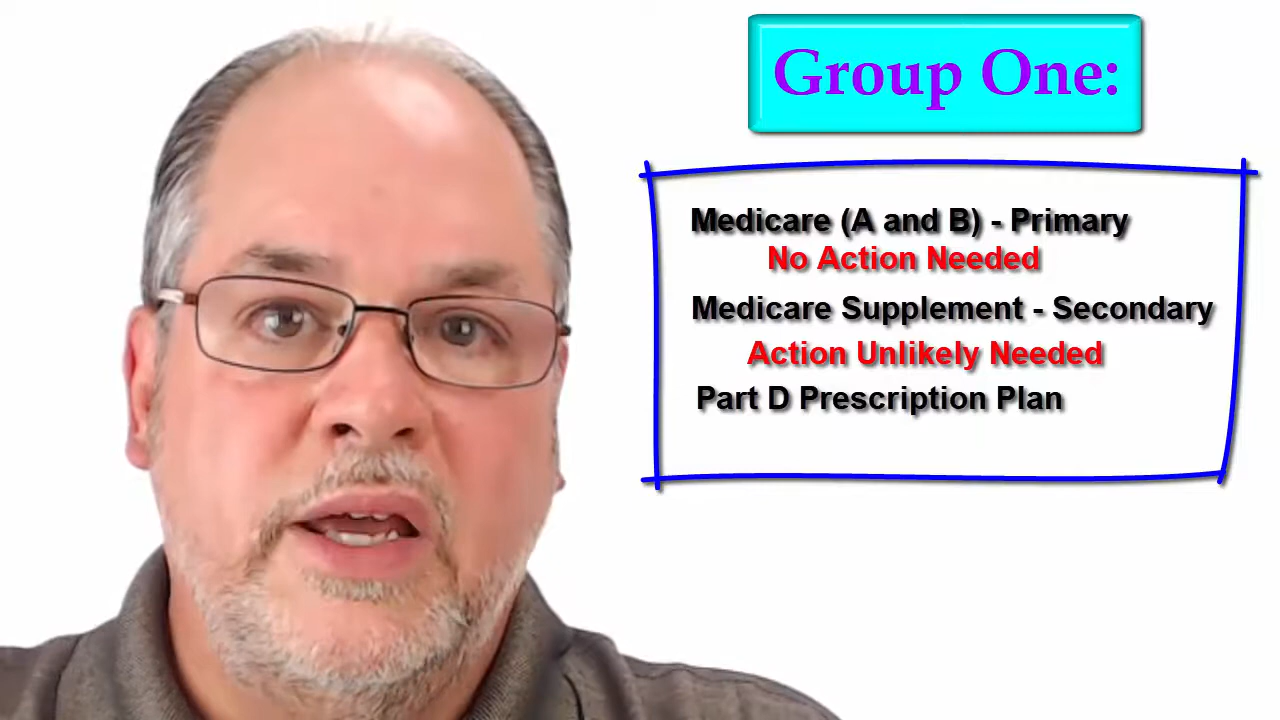 Group One:
Medicare (A and B) - Primary
No Action Needed
Medicare Supplement - Secondary
Action Unlikely Needed
Part D Prescription Plan